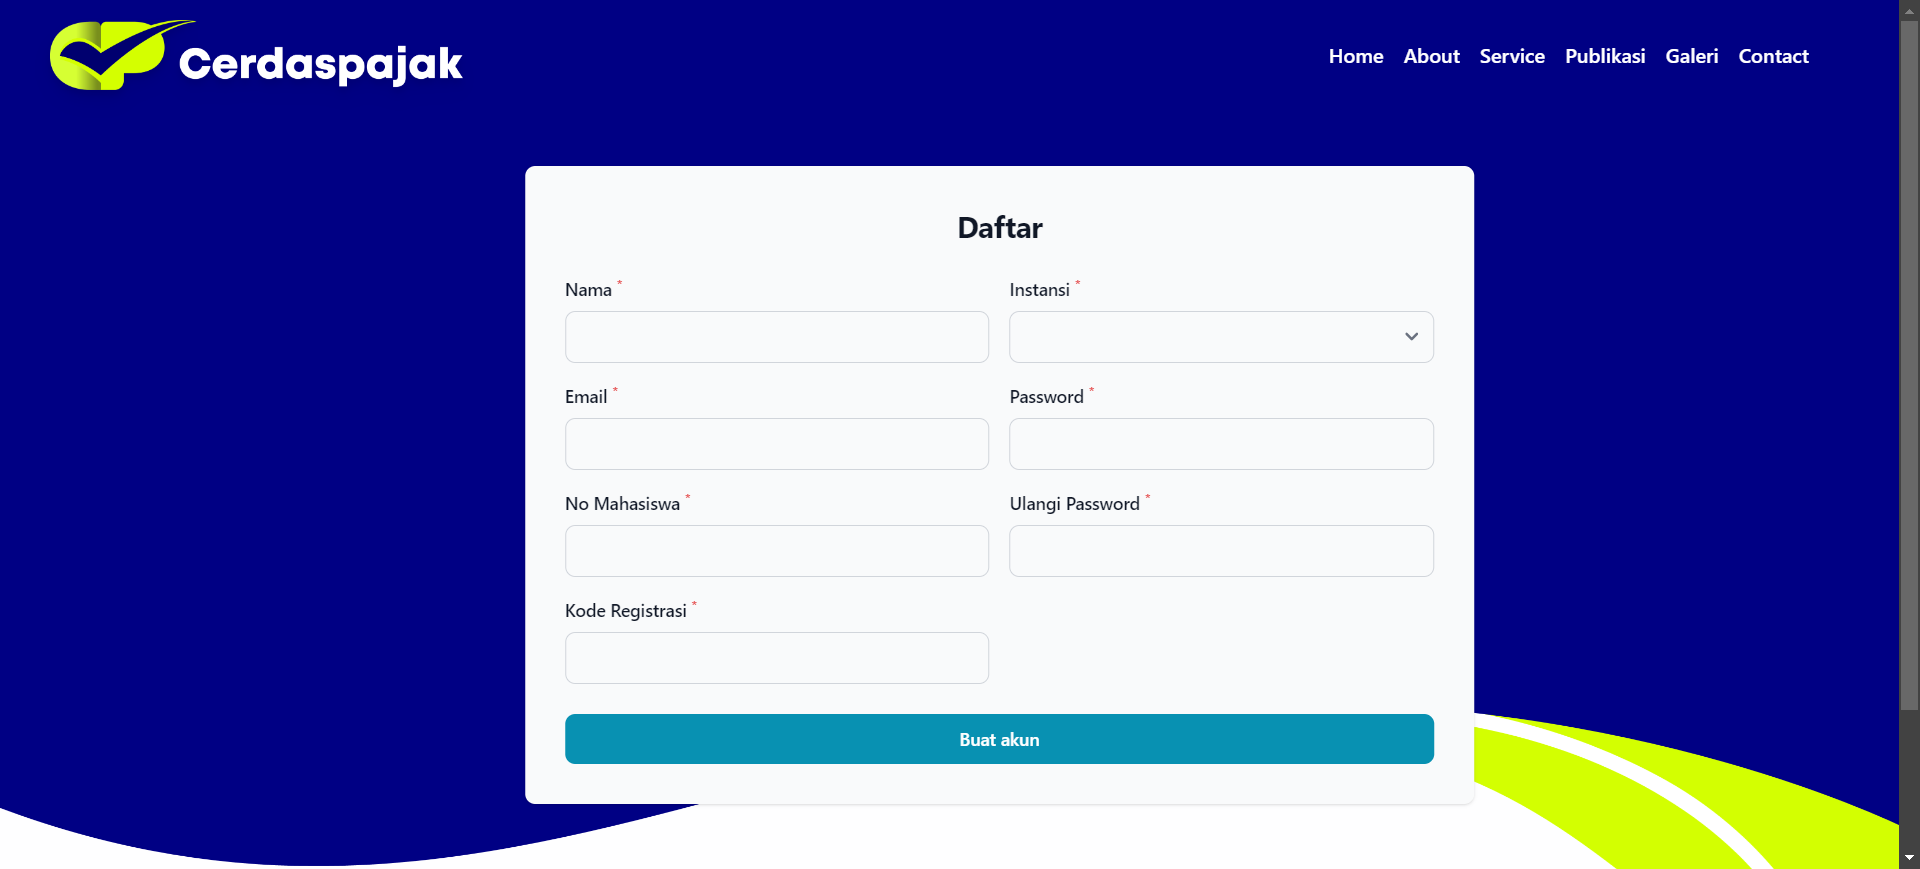 Cerdaspajak
Home About Service Publikasi Galeri Contact
Daftar
Nama *
Instansi *
Email *
Password *
No Mahasiswa *
Ulangi Password *
Kode Registrasi *
Buat akun